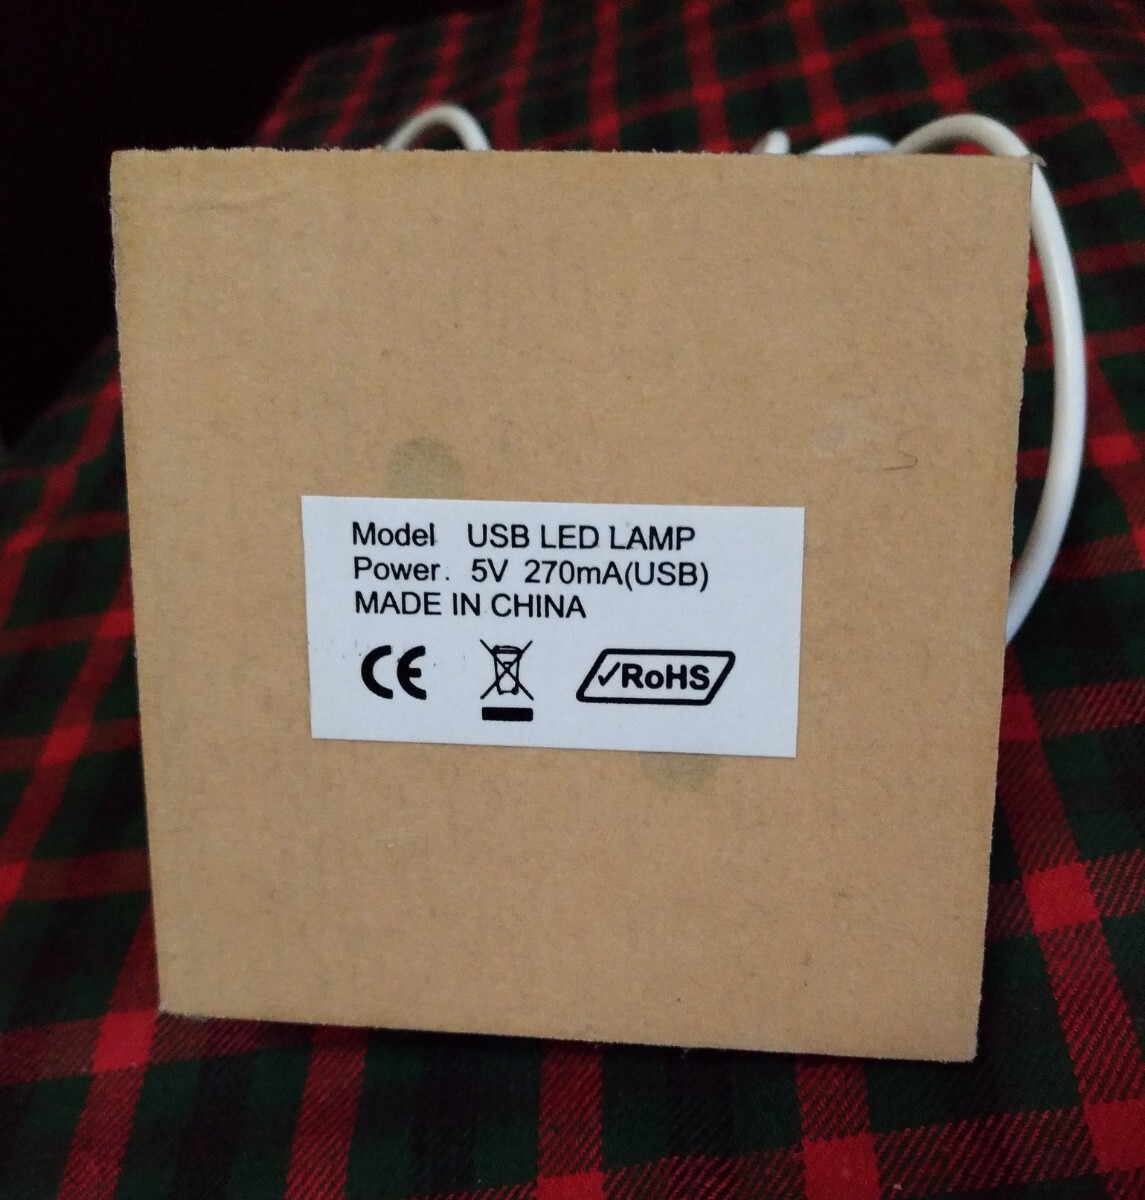 Model USB LED LAMP
Power. 5V 270mA(USB)
MADE IN CHINA
CE ✓RoHS